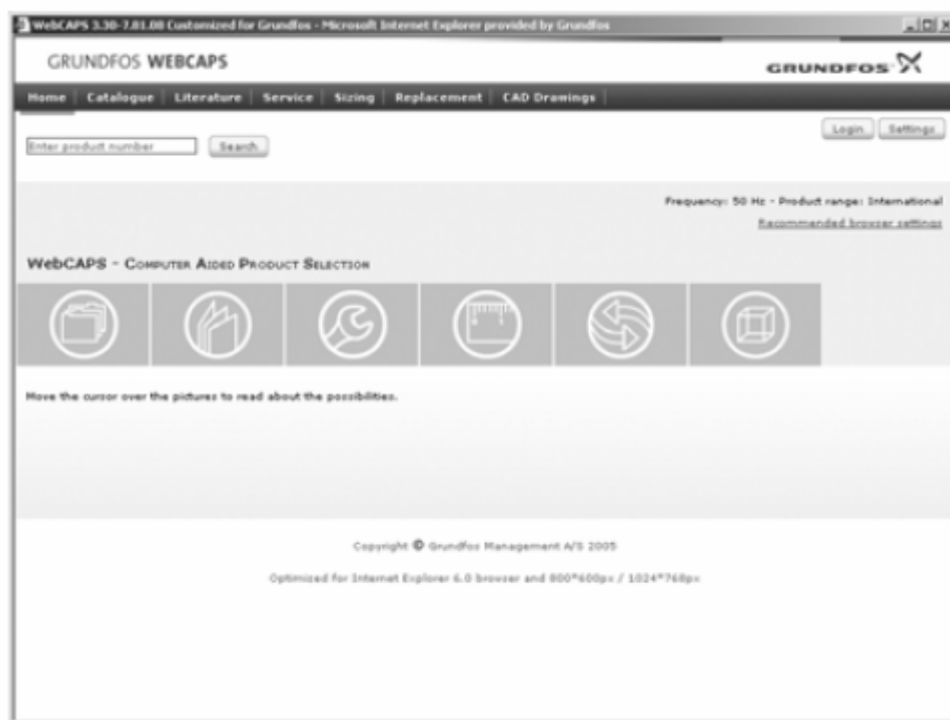 WebCAPS 3.30-7.81.08 Customized for Grundfos - Microsoft Internet Explorer provided by Grundfos
GRUNDFOS WEBCAPS
GRUNDFOS
Home Catalogue Literature Service Sizing Replacement CAD Drawings
Login Settings
Enter product number Search
Frequency: 50 Hz - Product range: International
Recommended browser settings
WebCAPS - Computer Aided Product Selection
Move the cursor over the pictures to read about the possibilities.
Copyright © Grundfos Management A/S 2005
Optimized for Internet Explorer 6.0 browser and 800*600px / 1024*768px